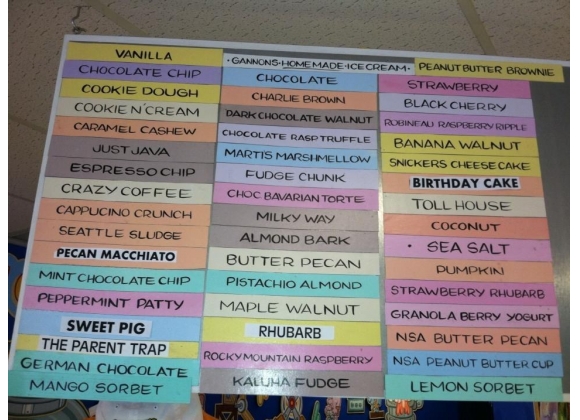 VANILLA
CHOCOLATE CHIP
COOKIE DOUGH
COOKIE N'CREAM
CARAMEL CASHEW
JUST JAVA
ESPRESSO CHIP
CRAZY COFFEE
CAPPUCINO CRUNCH
SEATTLE SLUDGE
PECAN MACCHIATO
MINT CHOCOLATE CHIP
PEPPERMINT PATTY
SWEET PIG
THE PARENT TRAP
GERMAN CHOCOLATE
MANGO SORBET
·GANNONS·HOMEMADE·ICE CREAM·
CHOCOLATE
CHARLIE BROWN
DARK CHOCOLATE WALNUT
CHOCOLATE RASP TRUFFLE
MARTI'S MARSHMELLOW
FUDGE CHUNK
CHOC BAVARIAN TORTE
MILKY WAY
ALMOND BARK
BUTTER PECAN
PISTACHIO ALMOND
MAPLE WALNUT
RHUBARB
ROCKY MOUNTAIN RASPBERRY
KALUHA FUDGE
PEANUT BUTTER BROWNIE
STRAWBERRY
BLACK CHERRY
ROBINEAU RASPBERRY RIPPLE
BANANA WALNUT
SNICKERS CHEESECAKE
BIRTHDAY CAKE
TOLL HOUSE
COCONUT
· SEA SALT
PUMPKIN
STRAWBERRY RHUBARB
GRANOLA BERRY YOGURT
NSA BUTTER PECAN
NSA PEANUT BUTTER CUP
LEMON SORBET